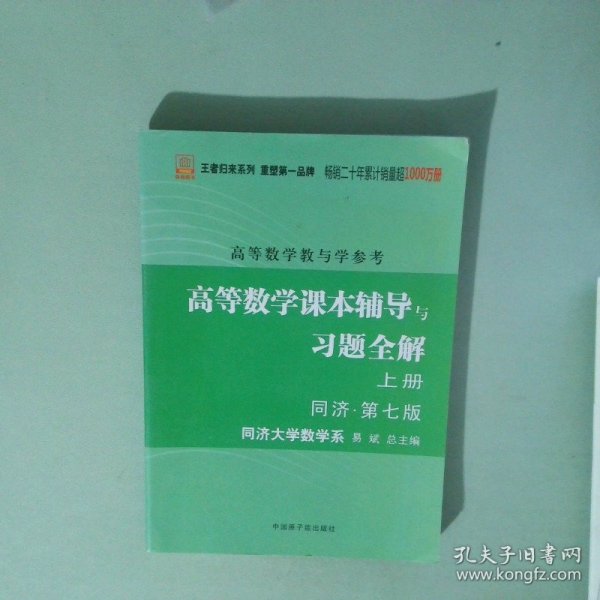 王者归来系列 重塑第一品牌 畅销二十年累计销量超1000万册
高等数学教与学参考
高等数学课本辅导与
习题全解
上册
同济·第七版
同济大学数学系 易 斌 总主编
中国原子能出版社
孔夫子旧书网
www.kongfz.com